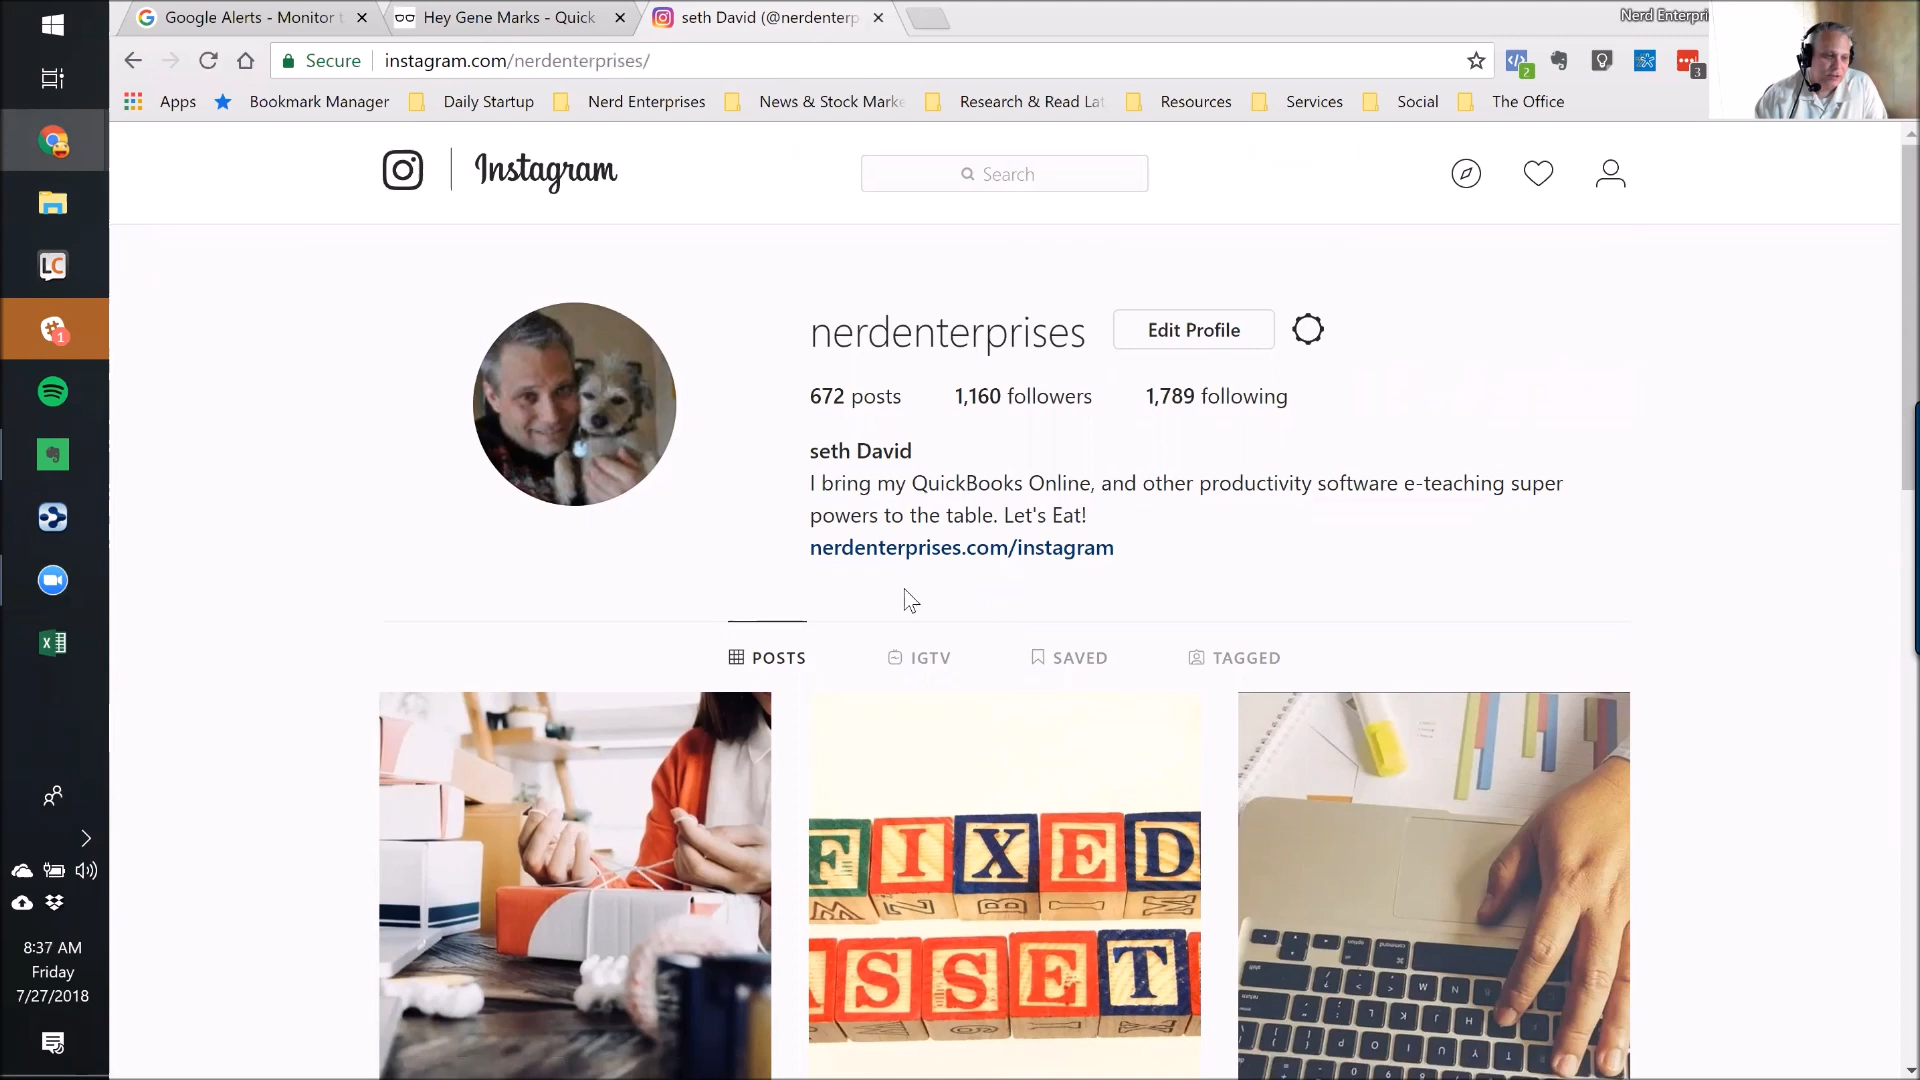 Google Alerts - Monitor t
Hey Gene Marks - Quick
seth David (@nerdenterp
Nerd Enterpri
Secure
instagram.com/nerdenterprises/
2
3
Apps
Bookmark Manager
Daily Startup
Nerd Enterprises
News & Stock Marke
Research & Read Lat
Resources
Services
Social
The Office
Instagram
Search
LC
1
nerdenterprises
Edit Profile
672 posts
1,160 followers
1,789 following
seth David
I bring my QuickBooks Online, and other productivity software e-teaching super
powers to the table. Let's Eat!
nerdenterprises.com/instagram
POSTS
IGTV
SAVED
TAGGED
FIXED
ASSET
8:37 AM
Friday
7/27/2018